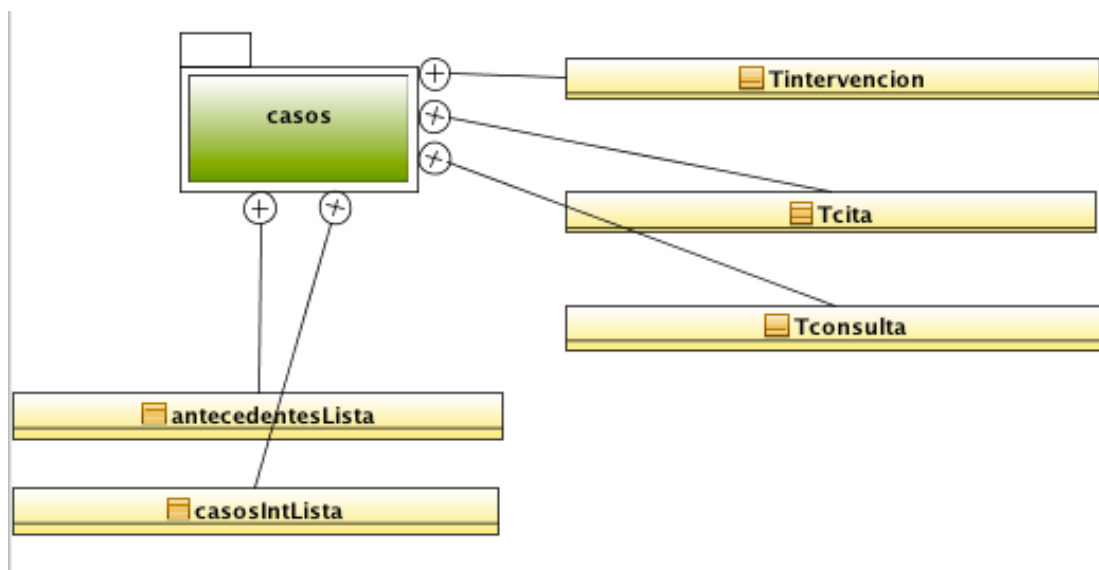 casos
Tintervencion
Tcita
Tconsulta
antecedentesLista
casosIntLista